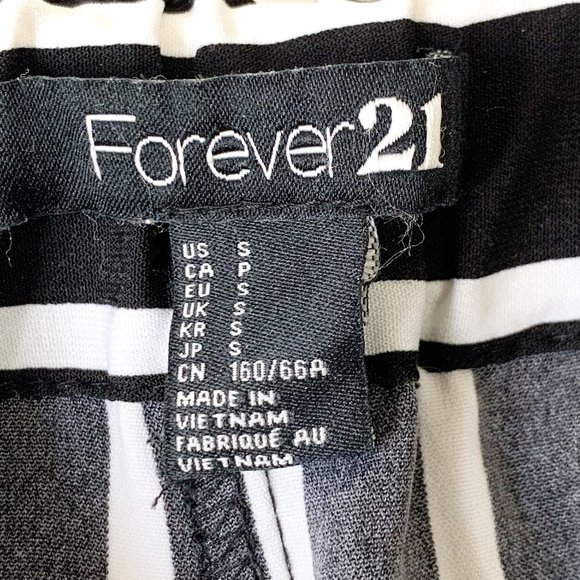 Forever21
US S
CA P
EU S
UK S
KR S
JP S
CN 160/66A
MADE IN
VIETNAM
FABRIQUÉ AU
VIETNAM